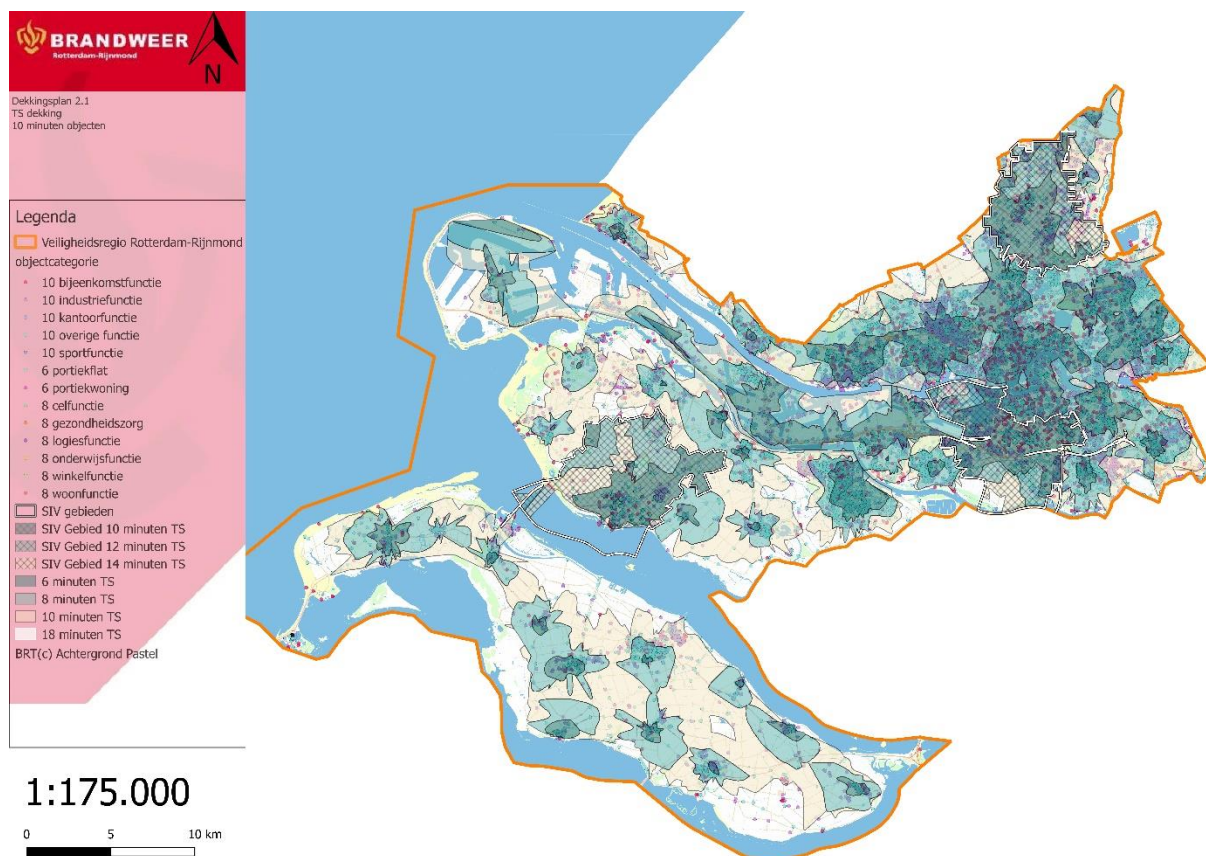 BRANDWEER
Rotterdam-Rijnmond
N
Dekkingsplan 2.1
TS dekking
10 minuten objecten
Legenda
Veiligheidsregio Rotterdam-Rijnmond
objectcategorie
10 bijeenkomstfunctie
10 industriefunctie
10 kantoorfunctie
10 overige functie
10 sportfunctie
6 portiekflat
6 portiekwoning
8 celfunctie
8 gezondheidszorg
8 logiesfunctie
8 onderwijsfunctie
8 winkelfunctie
8 woonfunctie
SIV gebieden
SIV Gebied 10 minuten TS
SIV Gebied 12 minuten TS
SIV Gebied 14 minuten TS
6 minuten TS
8 minuten TS
10 minuten TS
18 minuten TS
BRT(c) Achtergrond Pastel
1:175.000
0 5 10 km